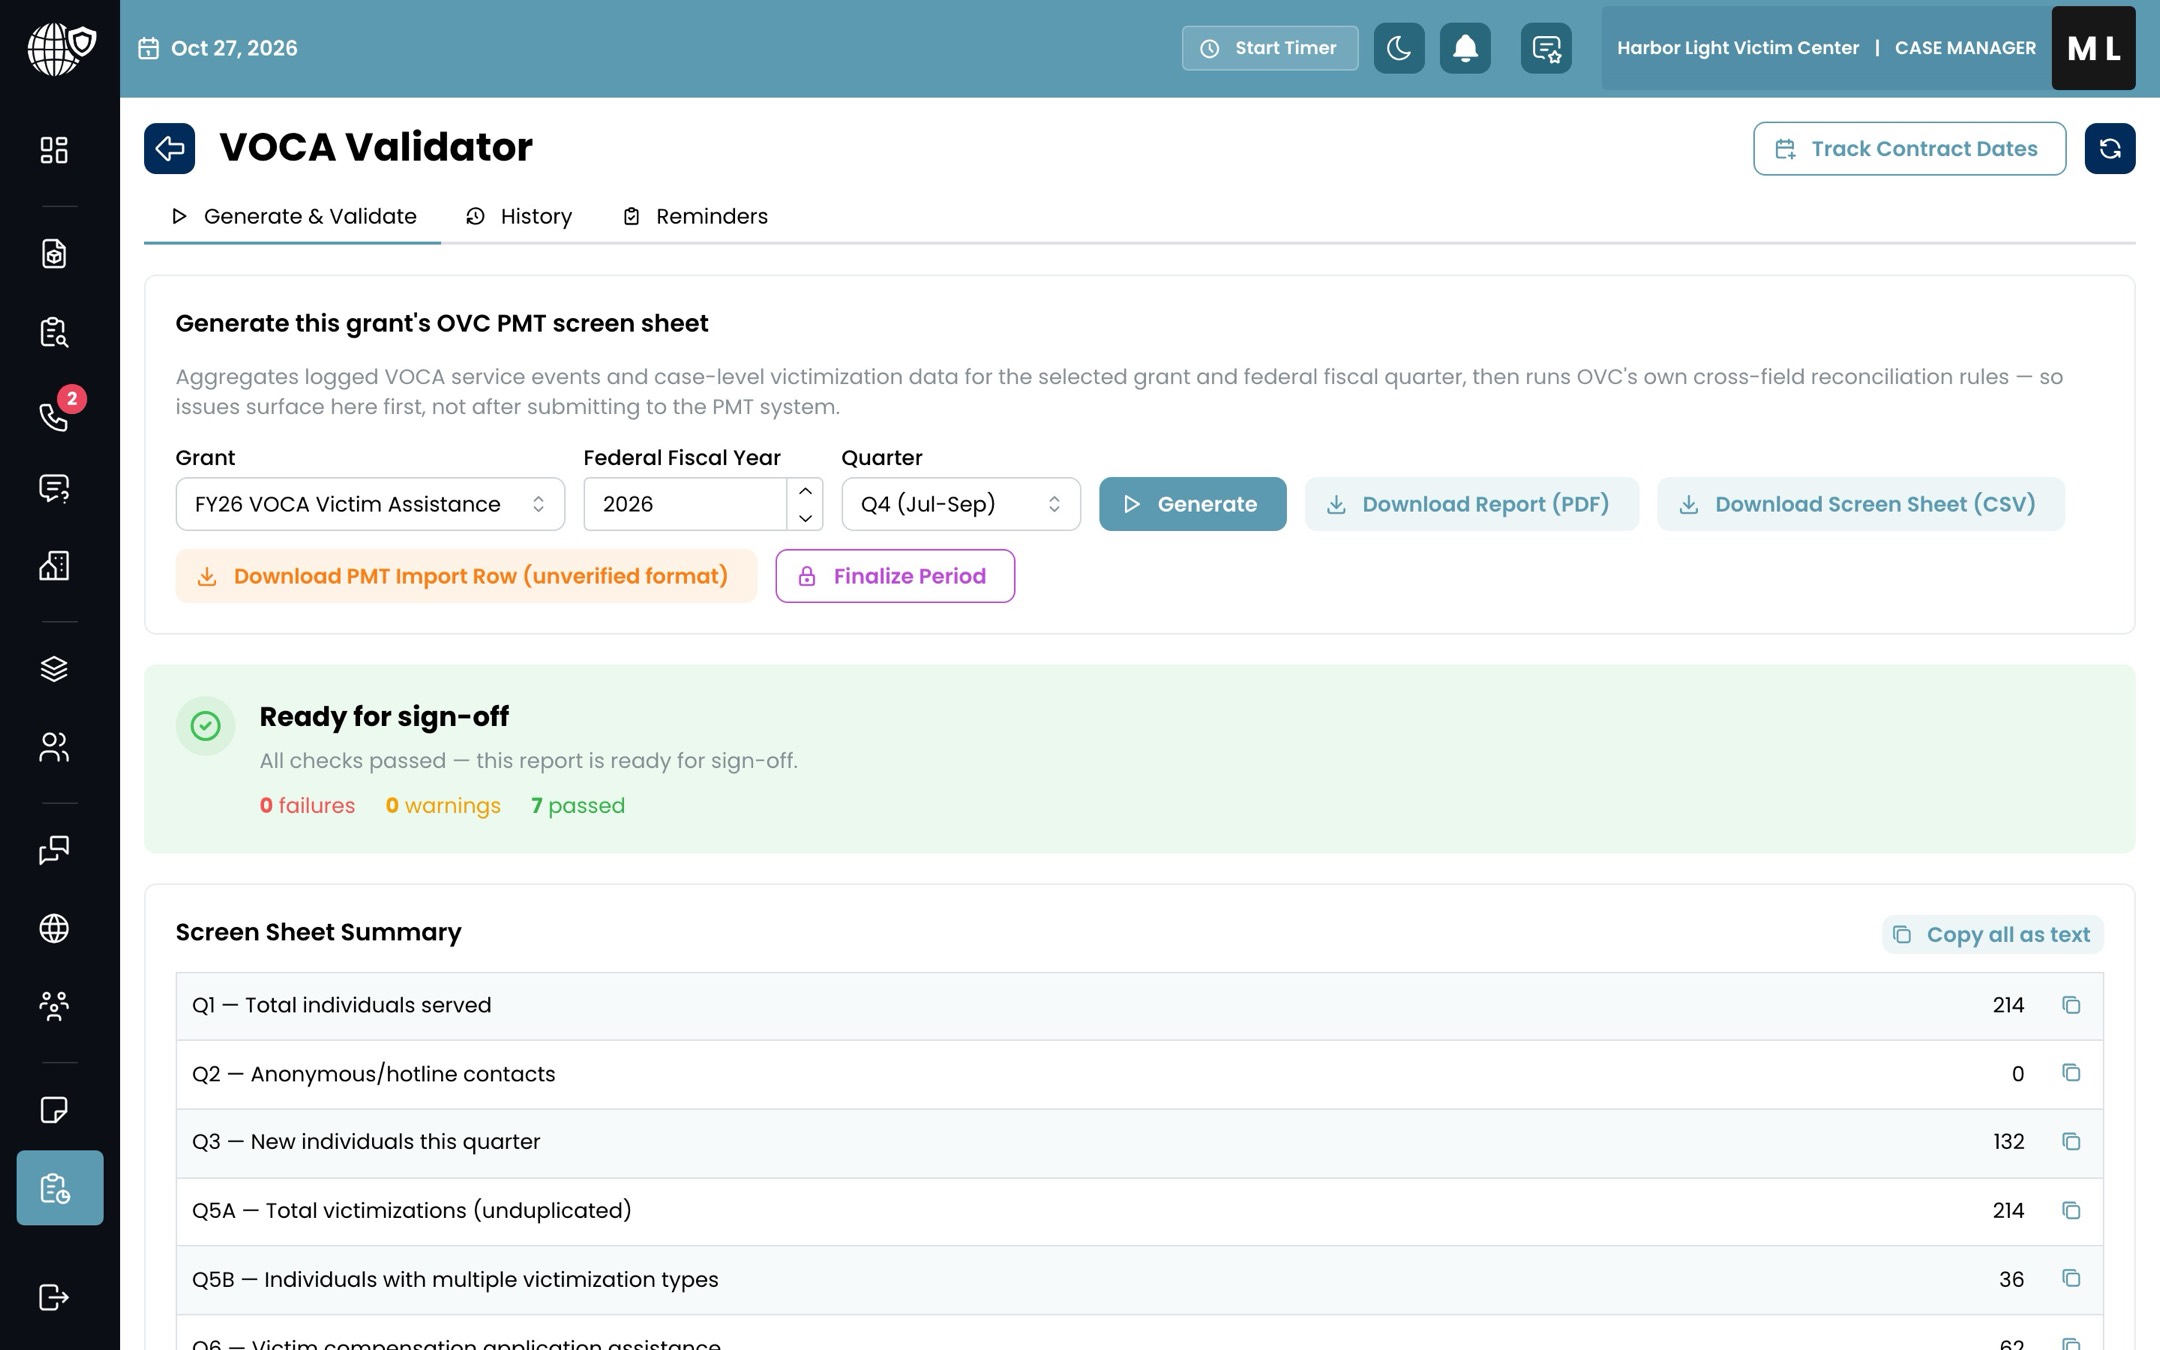 Oct 27, 2026
Start Timer
Harbor Light Victim Center | CASE MANAGER
M L
VOCA Validator
Track Contract Dates
Generate & Validate
History
Reminders
2
Generate this grant's OVC PMT screen sheet
Aggregates logged VOCA service events and case-level victimization data for the selected grant and federal fiscal quarter, then runs OVC's own cross-field reconciliation rules — so
issues surface here first, not after submitting to the PMT system.
Grant
Federal Fiscal Year
Quarter
FY26 VOCA Victim Assistance
2026
Q4 (Jul-Sep)
Generate
Download Report (PDF)
Download Screen Sheet (CSV)
Download PMT Import Row (unverified format)
Finalize Period
Ready for sign-off
All checks passed — this report is ready for sign-off.
0 failures 0 warnings 7 passed
Screen Sheet Summary
Copy all as text
Q1 — Total individuals served 214
Q2 — Anonymous/hotline contacts 0
Q3 — New individuals this quarter 132
Q5A — Total victimizations (unduplicated) 214
Q5B — Individuals with multiple victimization types 36
Q6 — Victim compensation application assistance 62